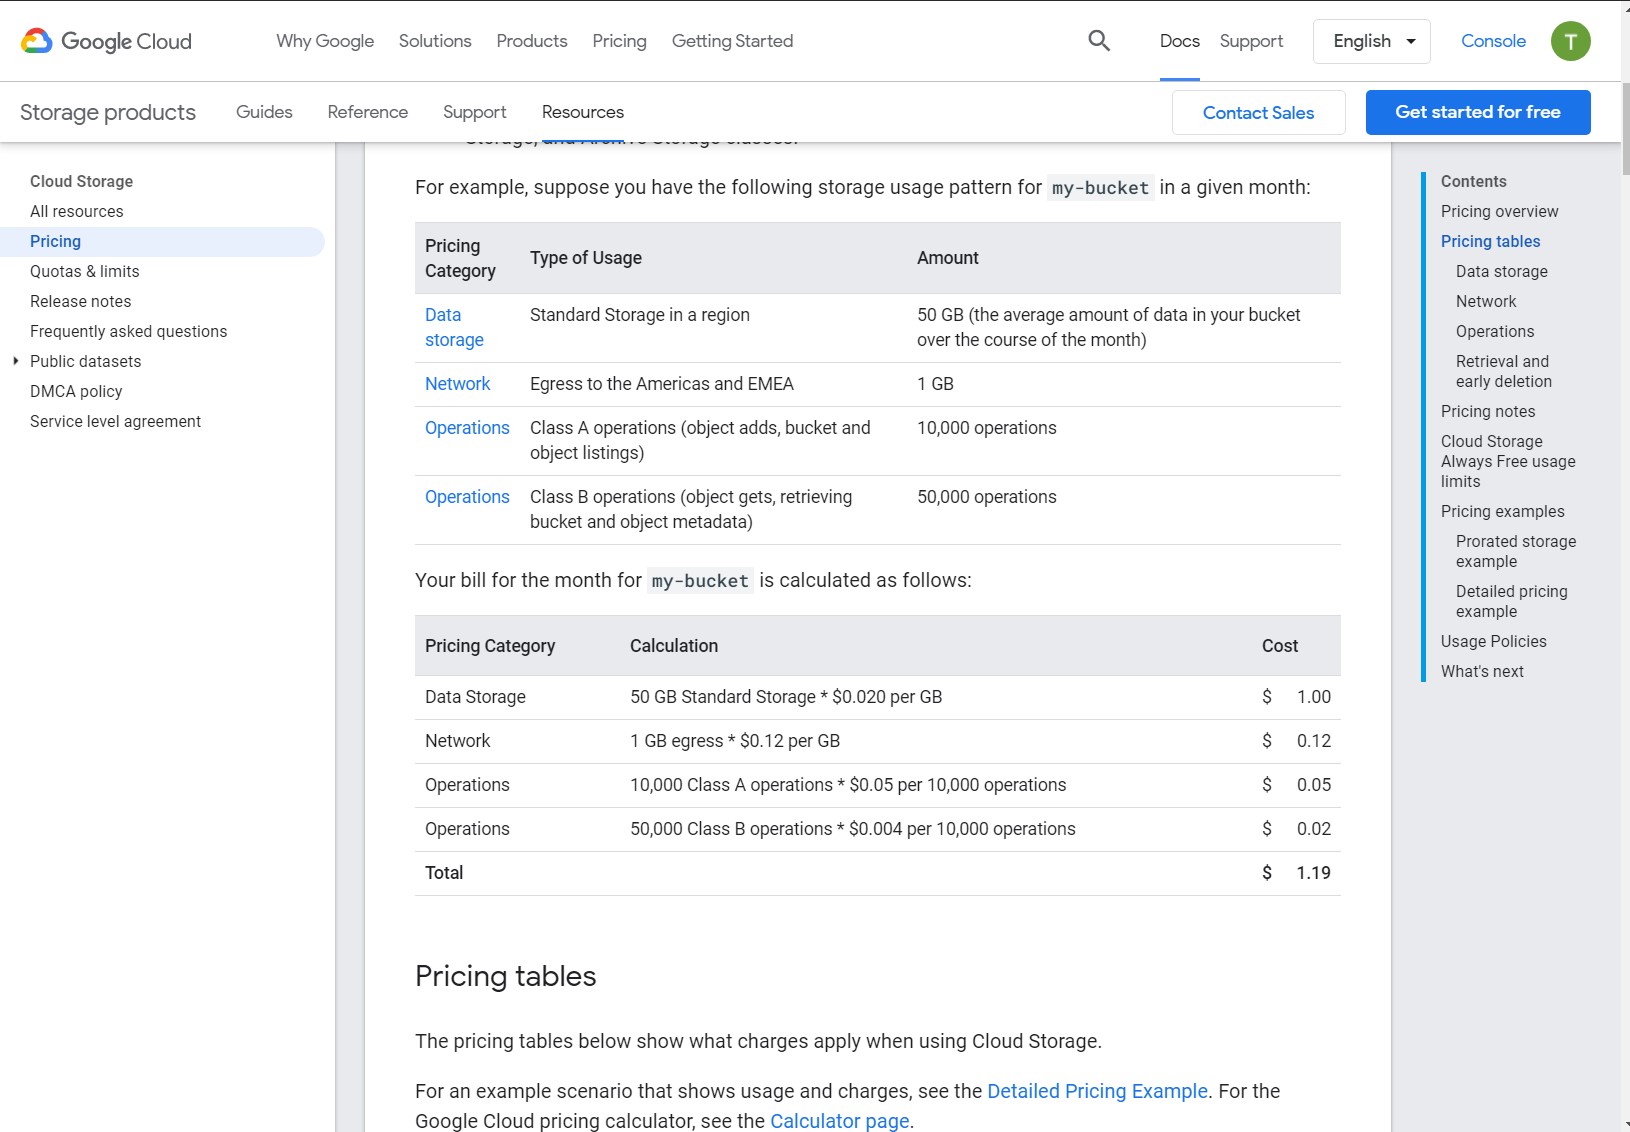 Google Cloud
Why Google
Solutions
Products
Pricing
Getting Started
Docs
Support
English
Console
T
Storage products
Guides
Reference
Support
Resources
Contact Sales
Get started for free
Cloud Storage
All resources
Pricing
Quotas & limits
Release notes
Frequently asked questions
Public datasets
DMCA policy
Service level agreement
Storage, and Archive Storage classes.
For example, suppose you have the following storage usage pattern for my-bucket in a given month:
Pricing
Category
Type of Usage
Amount
Data
storage
Standard Storage in a region
50 GB (the average amount of data in your bucket
over the course of the month)
Network
Egress to the Americas and EMEA
1 GB
Operations
Class A operations (object adds, bucket and
object listings)
10,000 operations
Operations
Class B operations (object gets, retrieving
bucket and object metadata)
50,000 operations
Your bill for the month for my-bucket is calculated as follows:
Pricing Category
Calculation
Cost
Data Storage
50 GB Standard Storage * $0.020 per GB
$ 1.00
Network
1 GB egress * $0.12 per GB
$ 0.12
Operations
10,000 Class A operations * $0.05 per 10,000 operations
$ 0.05
Operations
50,000 Class B operations * $0.004 per 10,000 operations
$ 0.02
Total
$ 1.19
Pricing tables
The pricing tables below show what charges apply when using Cloud Storage.
For an example scenario that shows usage and charges, see the Detailed Pricing Example. For the
Google Cloud pricing calculator, see the Calculator page.
Contents
Pricing overview
Pricing tables
Data storage
Network
Operations
Retrieval and
early deletion
Pricing notes
Cloud Storage
Always Free usage
limits
Pricing examples
Prorated storage
example
Detailed pricing
example
Usage Policies
What's next